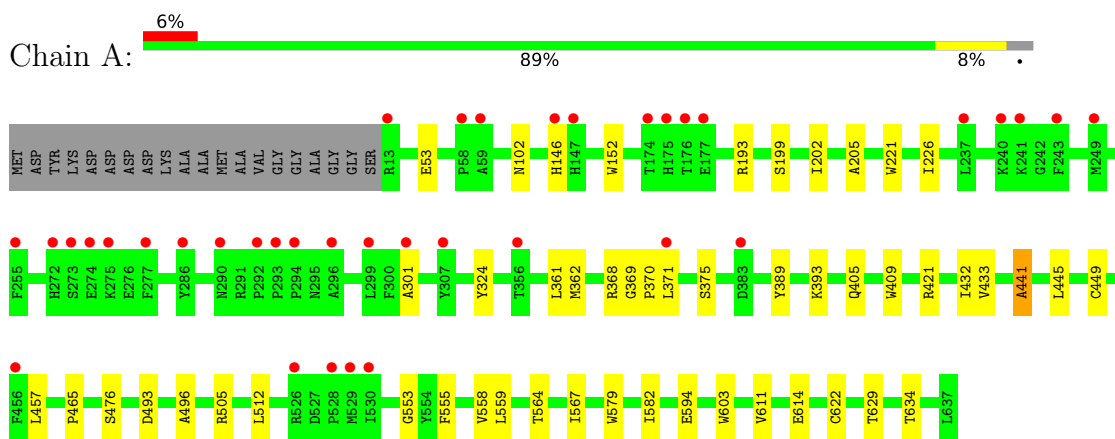 6%
Chain A:
89% 8% •
MET ASP TYR LYS ASP ASP ASP ASP LYS ALA ALA MET ALA VAL GLY GLY ALA GLY GLY SER R13 E53 P58 A59 N102 H146 H147 W152 T174 H175 T176 E177 R193 S199 I202 A205 W221 I226 L237 K240 K241 G242 F243 M249
F255 H272 S273 E274 K275 E276 F277 Y286 N290 R291 P292 P293 P294 N295 A296 L299 F300 A301 Y307 Y324 T356 L361 M362 R368 G369 P370 L371 S375 D383 Y389 K393 Q405 W409 R421 I432 V433 A441 L445 C449
F456 L457 P465 S476 D493 A496 R505 L512 R526 D527 P528 M529 I530 G553 Y554 F555 V558 L559 T564 I567 W579 I582 E594 W603 V611 E614 C622 T629 T634 L637